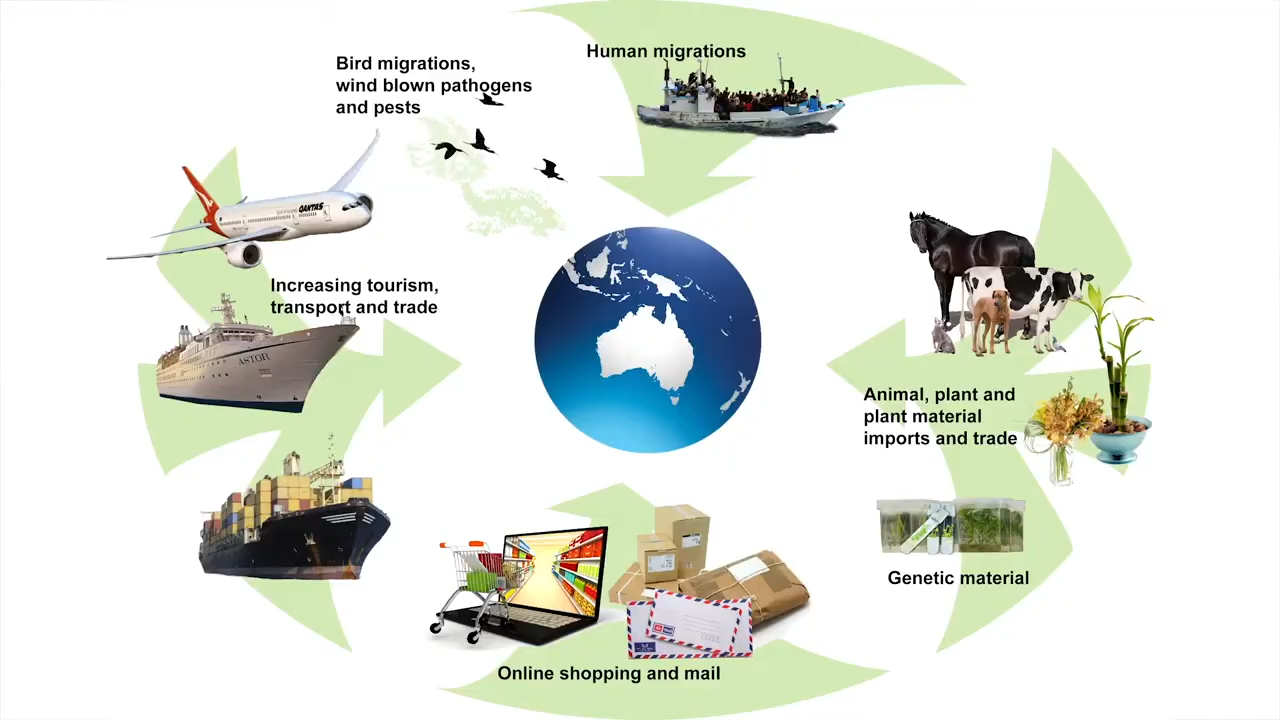 Human migrations
Bird migrations,
wind blown pathogens
and pests
QANTAS
Increasing tourism,
transport and trade
ASTOR
Animal, plant and
plant material
imports and trade
Genetic material
Online shopping and mail